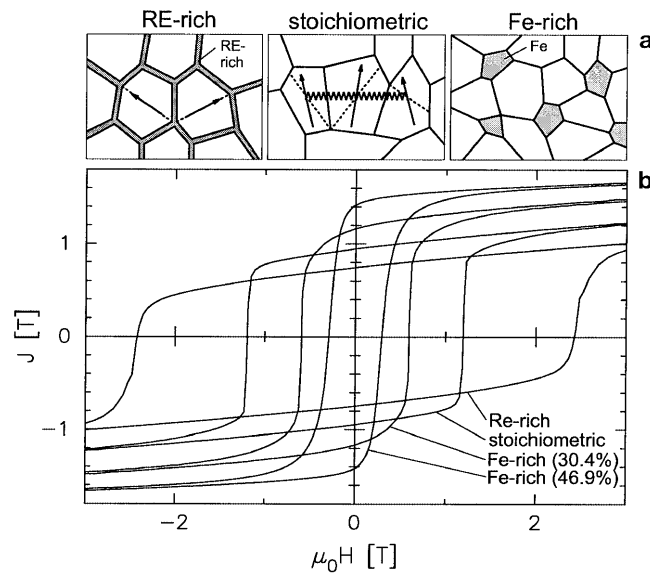 RE-rich stoichiometric Fe-rich
a
RE-
rich
Fe
b
1
0
-1
J [T]
Re-rich
stoichiometric
Fe-rich (30.4%)
Fe-rich (46.9%)
-2 0 2
μ₀H [T]